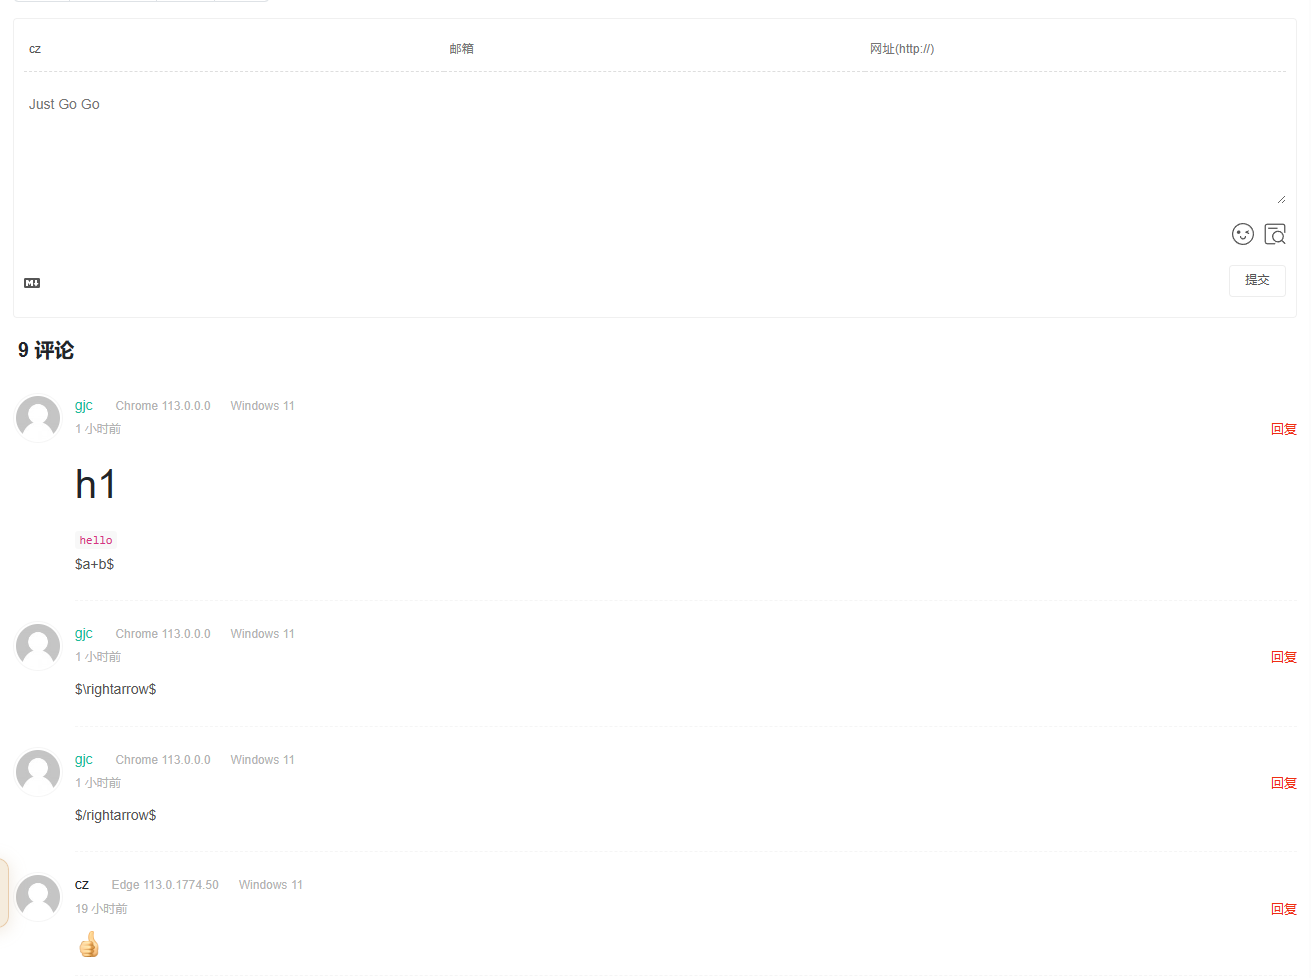 cz 邮箱 网址(http://)
Just Go Go
M↓
提交
9 评论
gjc Chrome 113.0.0.0 Windows 11
1 小时前 回复
h1
hello
$a+b$
gjc Chrome 113.0.0.0 Windows 11
1 小时前 回复
$\rightarrow$
gjc Chrome 113.0.0.0 Windows 11
1 小时前 回复
$/rightarrow$
cz Edge 113.0.1774.50 Windows 11
19 小时前 回复